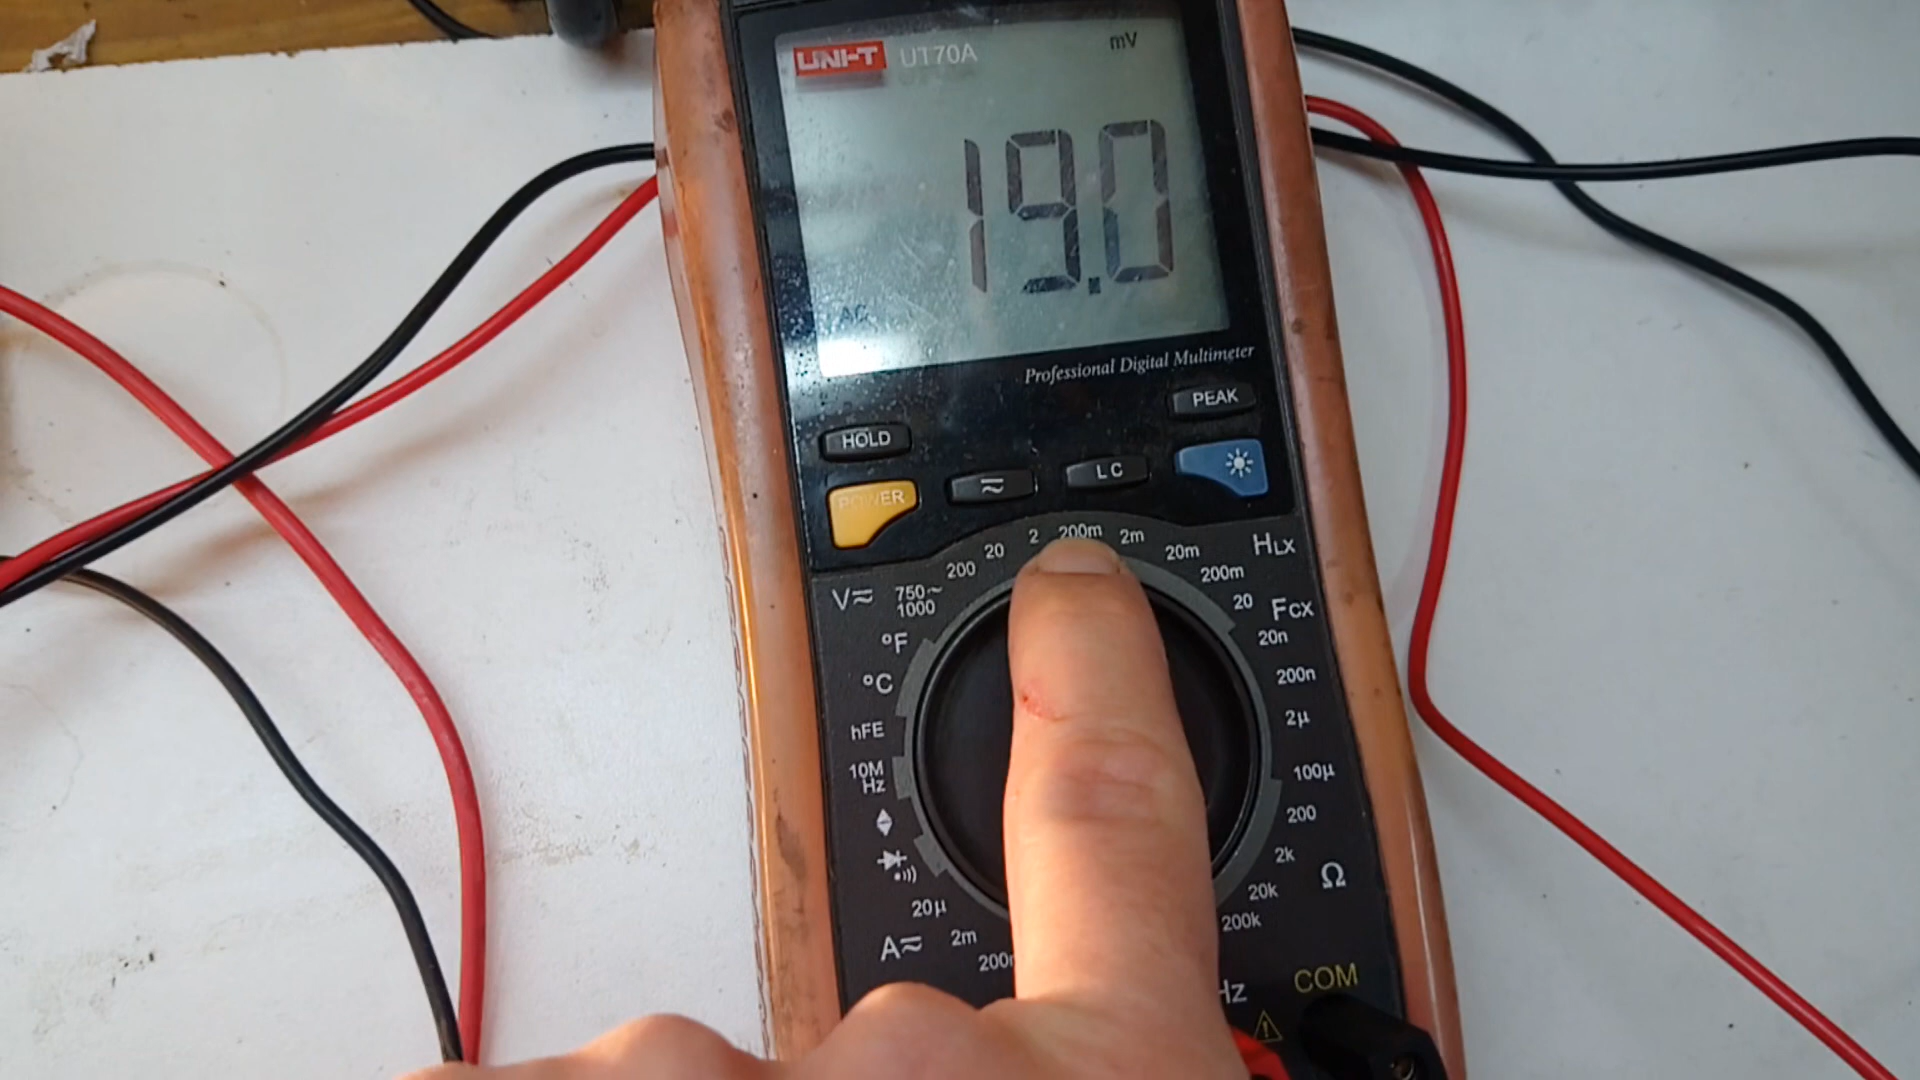 UNI-T UT70A
mV
19.0
AC
Professional Digital Multimeter
PEAK
HOLD
LC
POWER
2 200m 2m
20 20m HLX
200 200m
V 750~ 20 FCX
1000
°F 20n
°C 200n
hFE 2µ
10M 100µ
Hz
200
2k
Ω
20µ 20k
A 2m 200k
COM
Hz